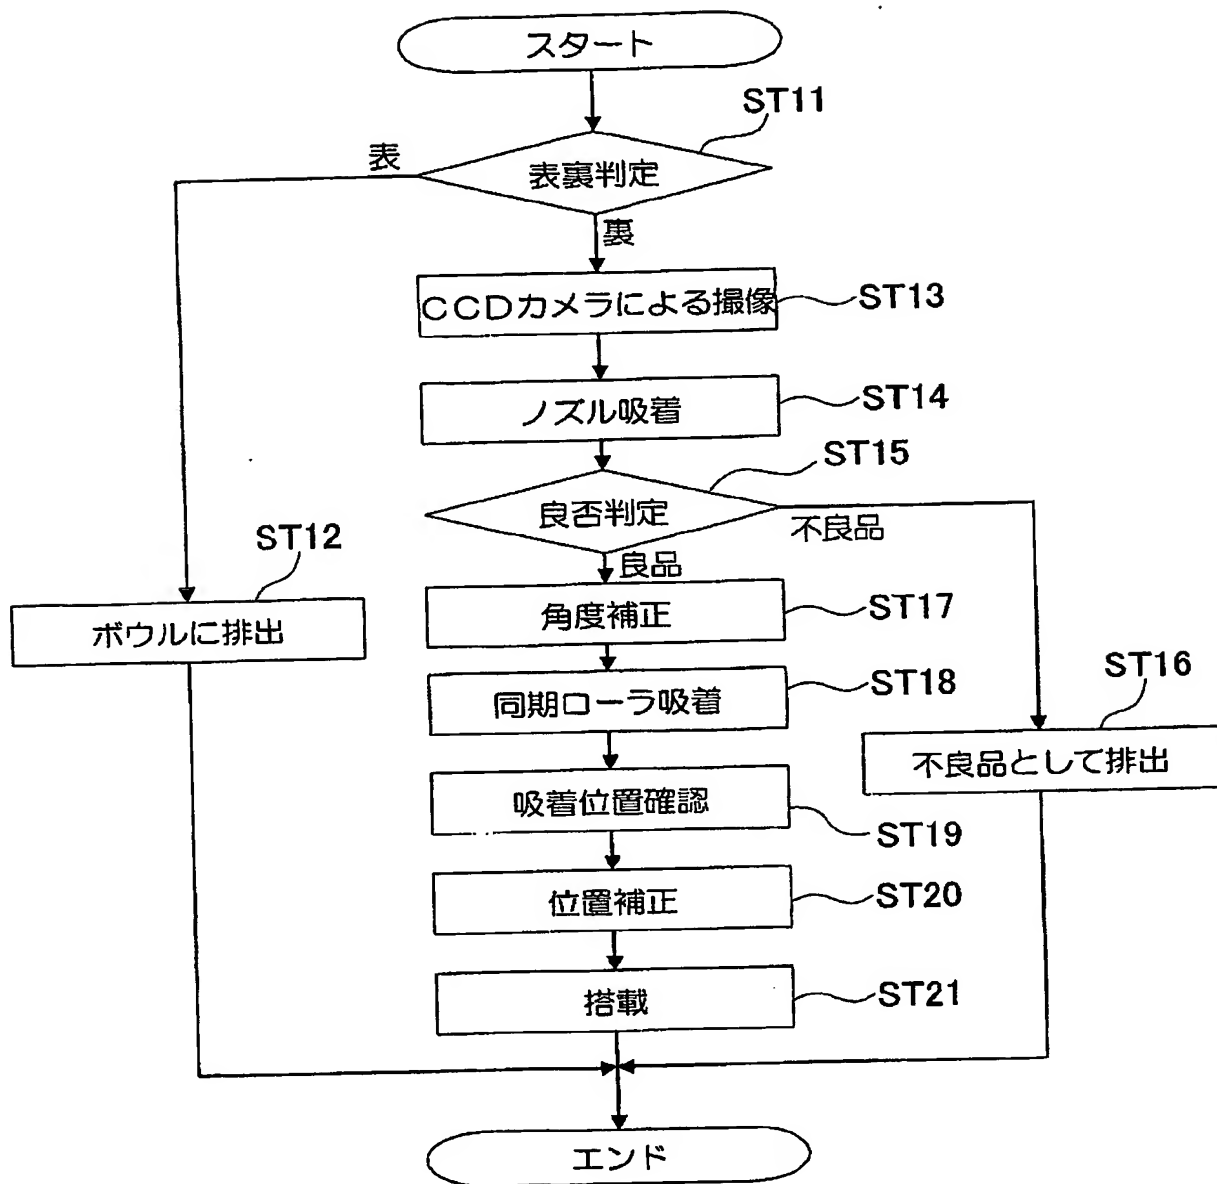 スタート
ST11
表
表裏判定
裏
CCDカメラによる撮像
ST13
ノズル吸着
ST14
ST15
良否判定
不良品
良品
ST12
ボウルに排出
角度補正
ST17
同期ローラ吸着
ST18
ST16
不良品として排出
吸着位置確認
ST19
位置補正
ST20
搭載
ST21
エンド